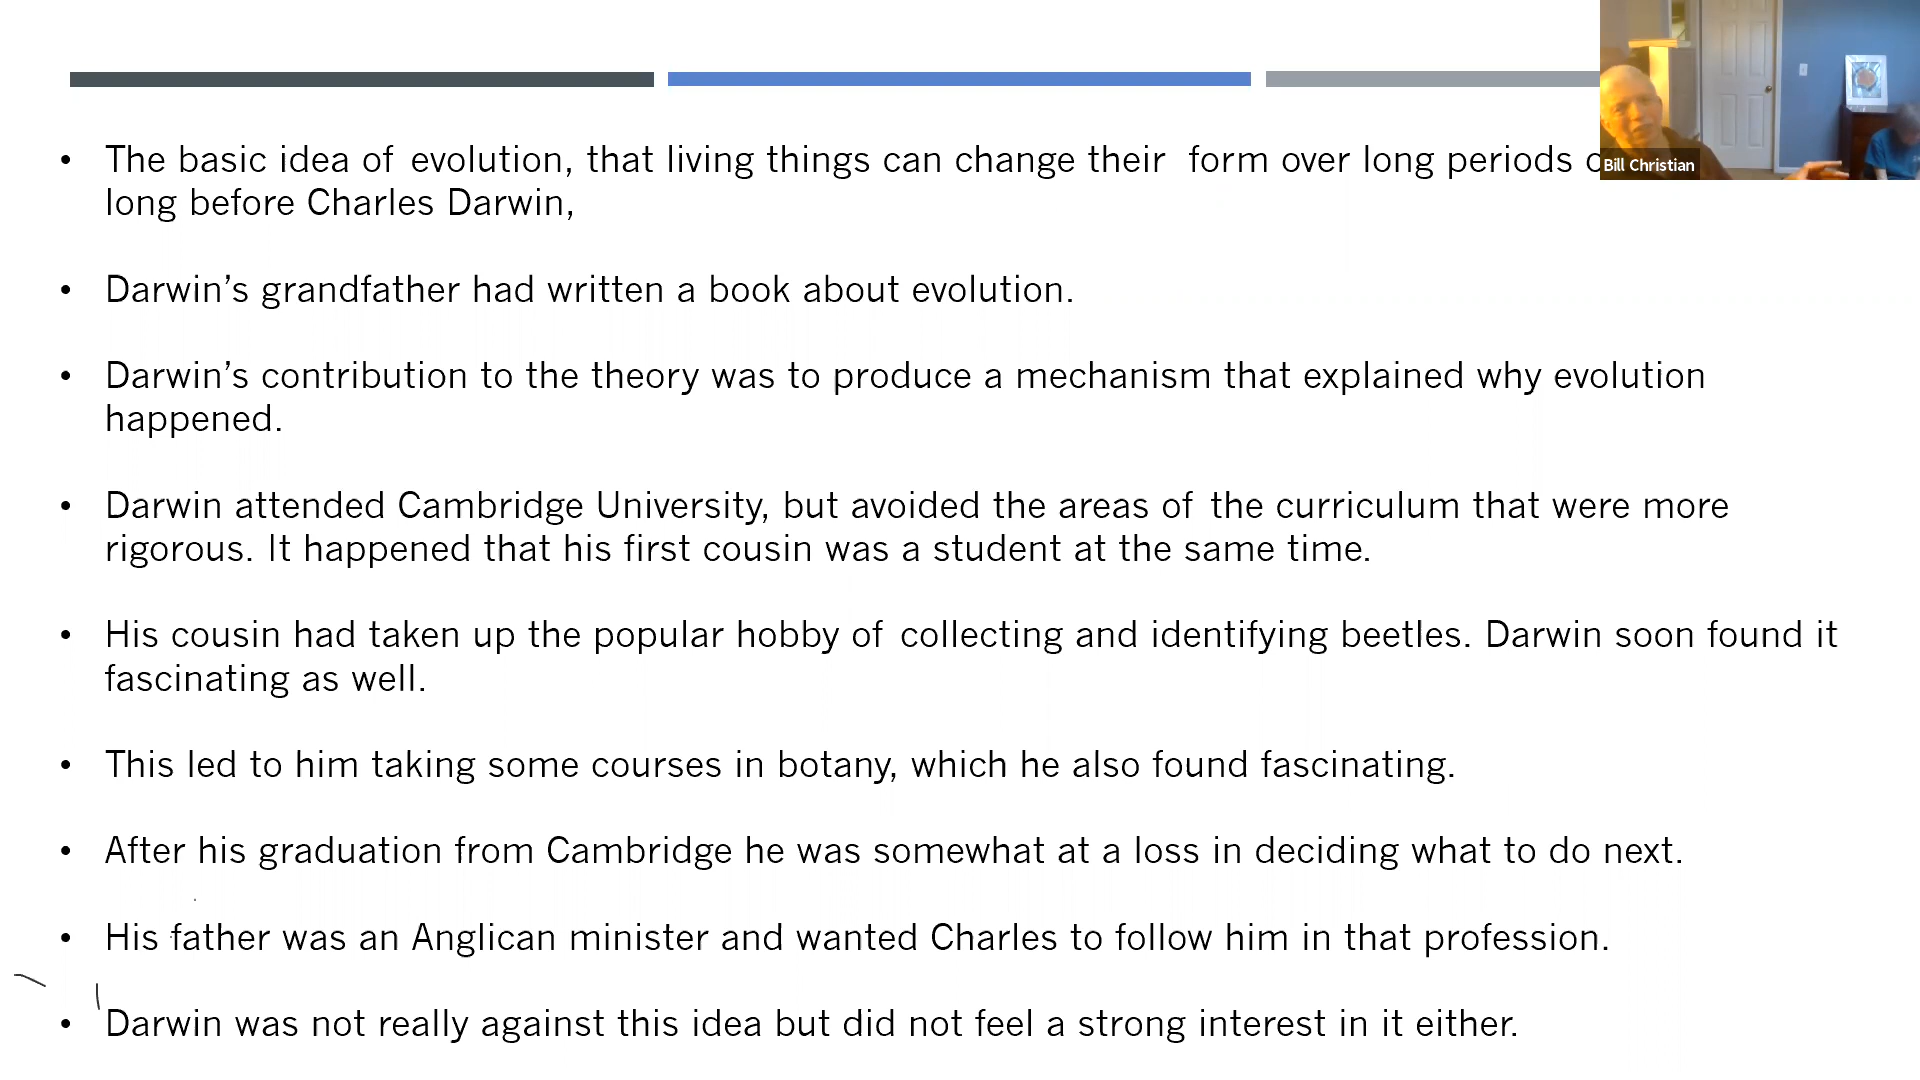 • The basic idea of evolution, that living things can change their form over long periods
long before Charles Darwin,
• Darwin’s grandfather had written a book about evolution.
• Darwin’s contribution to the theory was to produce a mechanism that explained why evolution
happened.
• Darwin attended Cambridge University, but avoided the areas of the curriculum that were more
rigorous. It happened that his first cousin was a student at the same time.
• His cousin had taken up the popular hobby of collecting and identifying beetles. Darwin soon found it
fascinating as well.
• This led to him taking some courses in botany, which he also found fascinating.
• After his graduation from Cambridge he was somewhat at a loss in deciding what to do next.
• His father was an Anglican minister and wanted Charles to follow him in that profession.
• Darwin was not really against this idea but did not feel a strong interest in it either.
Bill Christian